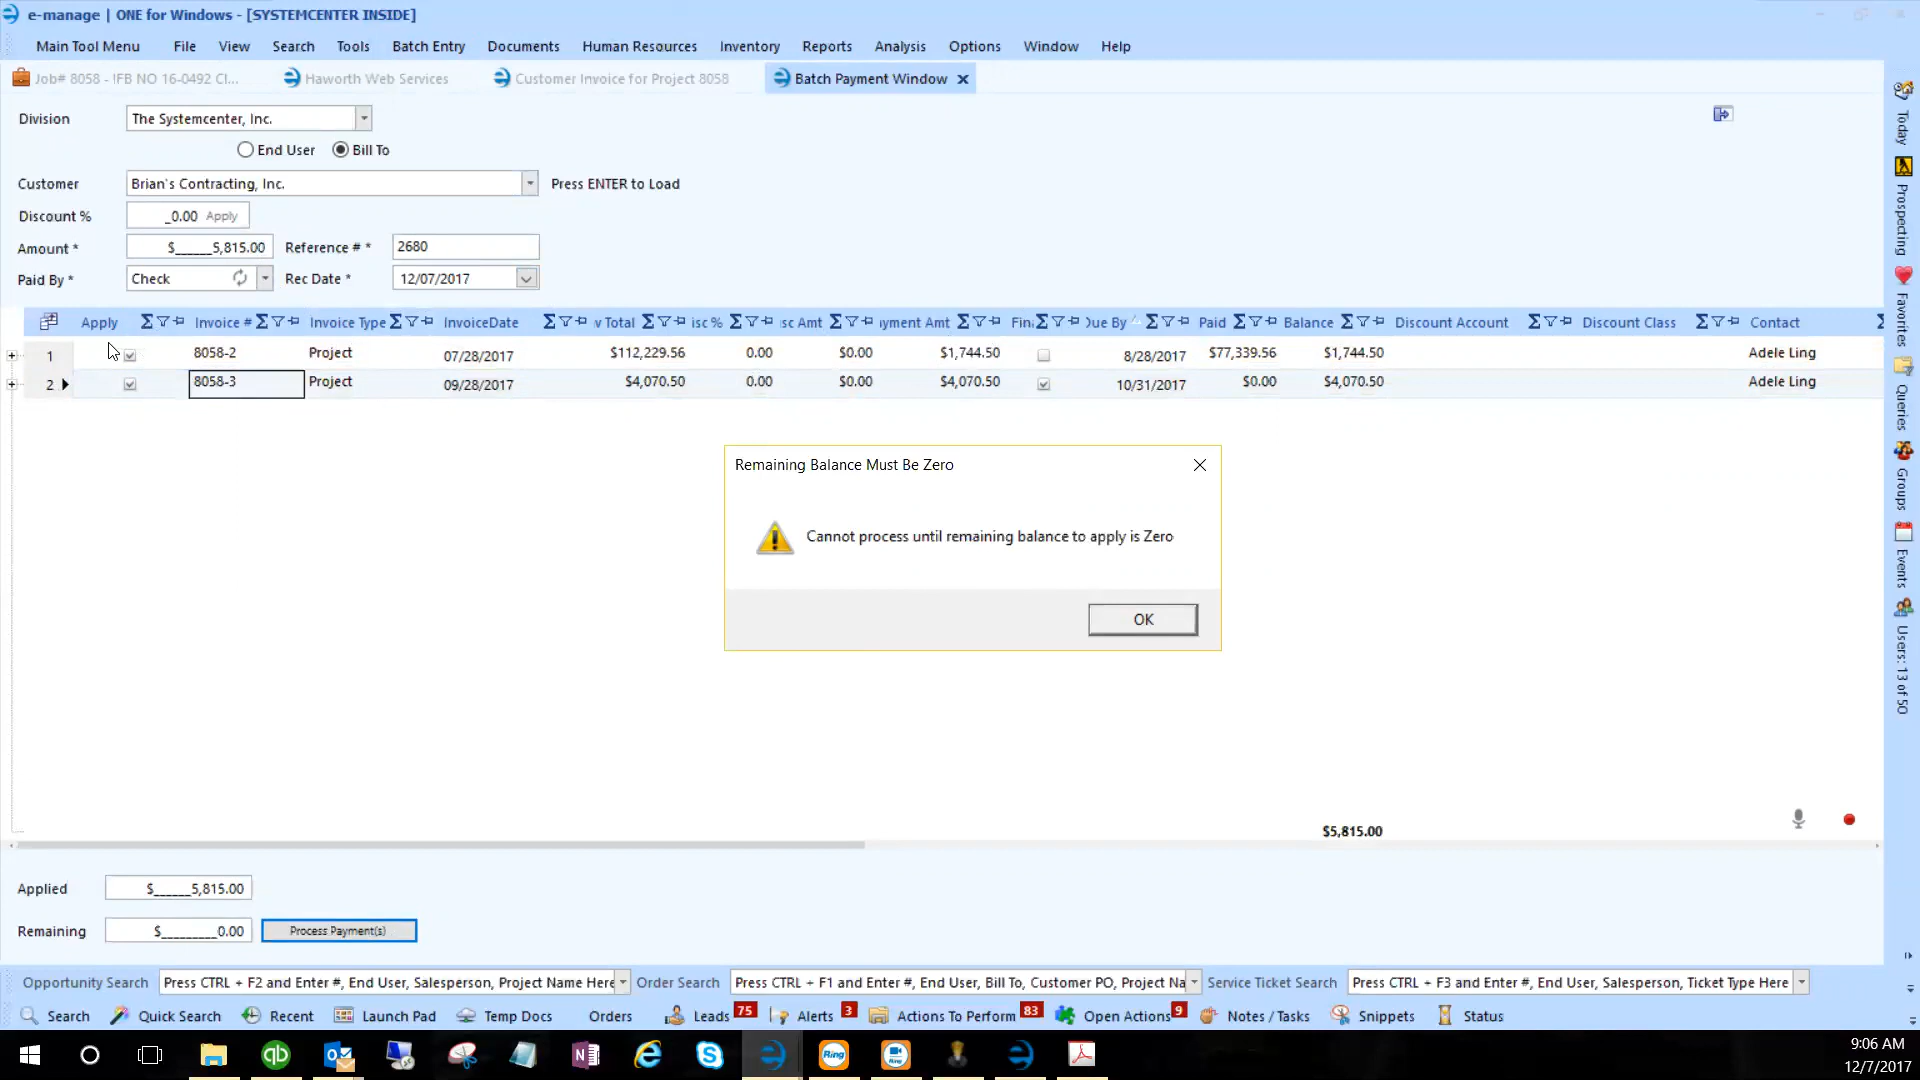 e-manage | ONE for Windows - [SYSTEMCENTER INSIDE]
Main Tool Menu File View Search Tools Batch Entry Documents Human Resources Inventory Reports Analysis Options Window Help
Job# 8058 - IFB NO 16-0492 Cl... Haworth Web Services Customer Invoice for Project 8058 Batch Payment Window
Division The Systemcenter, Inc.
End User Bill To
Customer Brian`s Contracting, Inc. Press ENTER to Load
Discount % _0.00 Apply
Amount * $______5,815.00 Reference # * 2680
Paid By * Check Rec Date * 12/07/2017
Apply Invoice # Invoice Type InvoiceDate v Total isc % sc Amt yment Amt Fin Due By Paid Balance Discount Account Discount Class Contact
1 8058-2 Project 07/28/2017 $112,229.56 0.00 $0.00 $1,744.50 8/28/2017 $77,339.56 $1,744.50 Adele Ling
2 8058-3 Project 09/28/2017 $4,070.50 0.00 $0.00 $4,070.50 10/31/2017 $0.00 $4,070.50 Adele Ling
Remaining Balance Must Be Zero
Cannot process until remaining balance to apply is Zero
OK
$5,815.00
Applied $______5,815.00
Remaining $_________0.00 Process Payment(s)
Today
Prospecting
Favorites
Queries
Groups
Events
Users: 13 of 50
Opportunity Search Press CTRL + F2 and Enter #, End User, Salesperson, Project Name Here Order Search Press CTRL + F1 and Enter #, End User, Bill To, Customer PO, Project Na Service Ticket Search Press CTRL + F3 and Enter #, End User, Salesperson, Ticket Type Here
Search Quick Search Recent Launch Pad Temp Docs Orders Leads 75 Alerts 3 Actions To Perform 83 Open Actions 9 Notes / Tasks Snippets Status
Ring
9:06 AM
12/7/2017